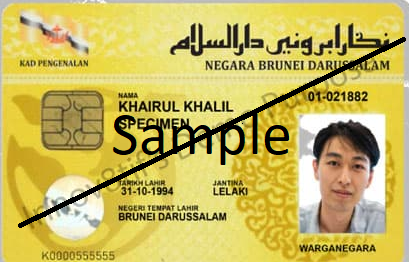 نݢارا بروني دارالسلام
NEGARA BRUNEI DARUSSALAM
KAD PENGENALAN
01-021882
NAMA
KHAIRUL KHALIL
SPECIMEN
Sample
TARIKH LAHIR
JANTINA
31-10-1994
LELAKI
NEGERI TEMPAT LAHIR
BRUNEI DARUSSALAM
WARGANEGARA
K0000555555